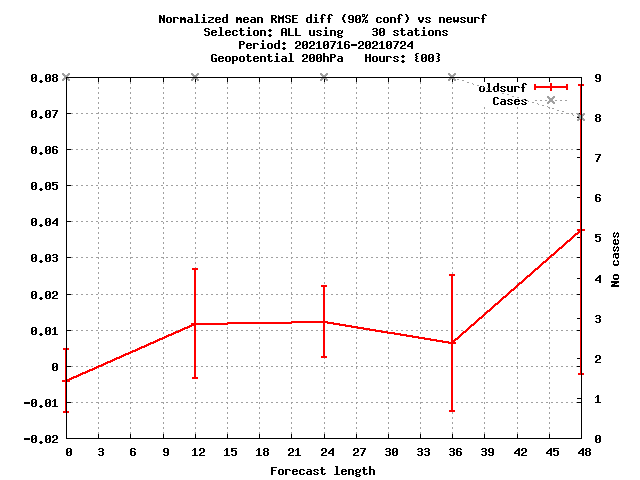 Normalized mean RMSE diff (90% conf) vs newsurf
Selection: ALL using    30 stations
Period: 20210716-20210724
Geopotential 200hPa   Hours: {00}
0.08
0.07
0.06
0.05
0.04
0.03
0.02
0.01
0
-0.01
-0.02
oldsurf
Cases
9
8
7
6
5
4
3
2
1
0
No cases
0 3 6 9 12 15 18 21 24 27 30 33 36 39 42 45 48
Forecast length